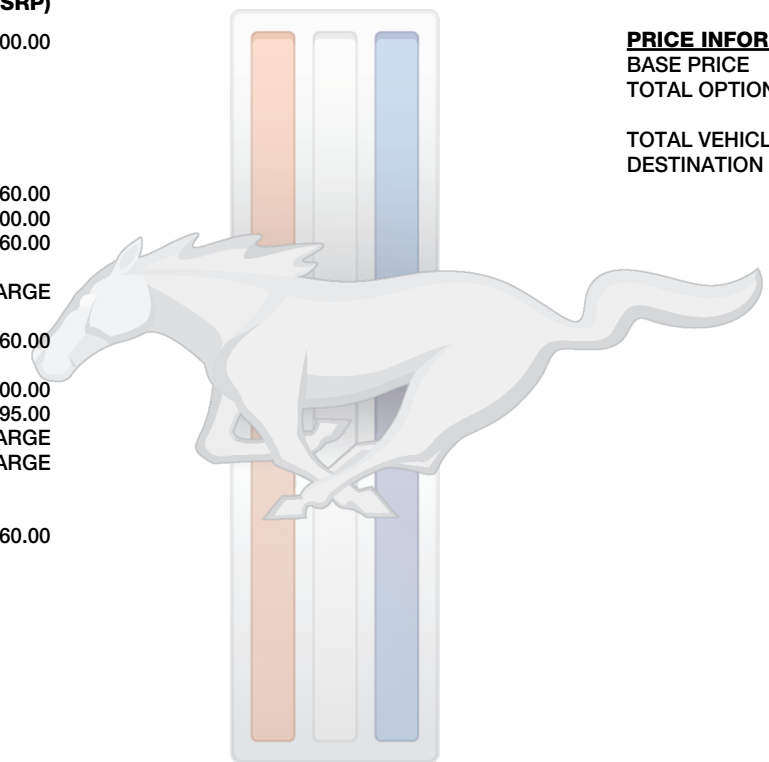 SRP)
00.00
60.00
00.00
60.00
ARGE
60.00
00.00
95.00
ARGE
ARGE
60.00
PRICE INFOR
BASE PRICE
TOTAL OPTION
TOTAL VEHICL
DESTINATION